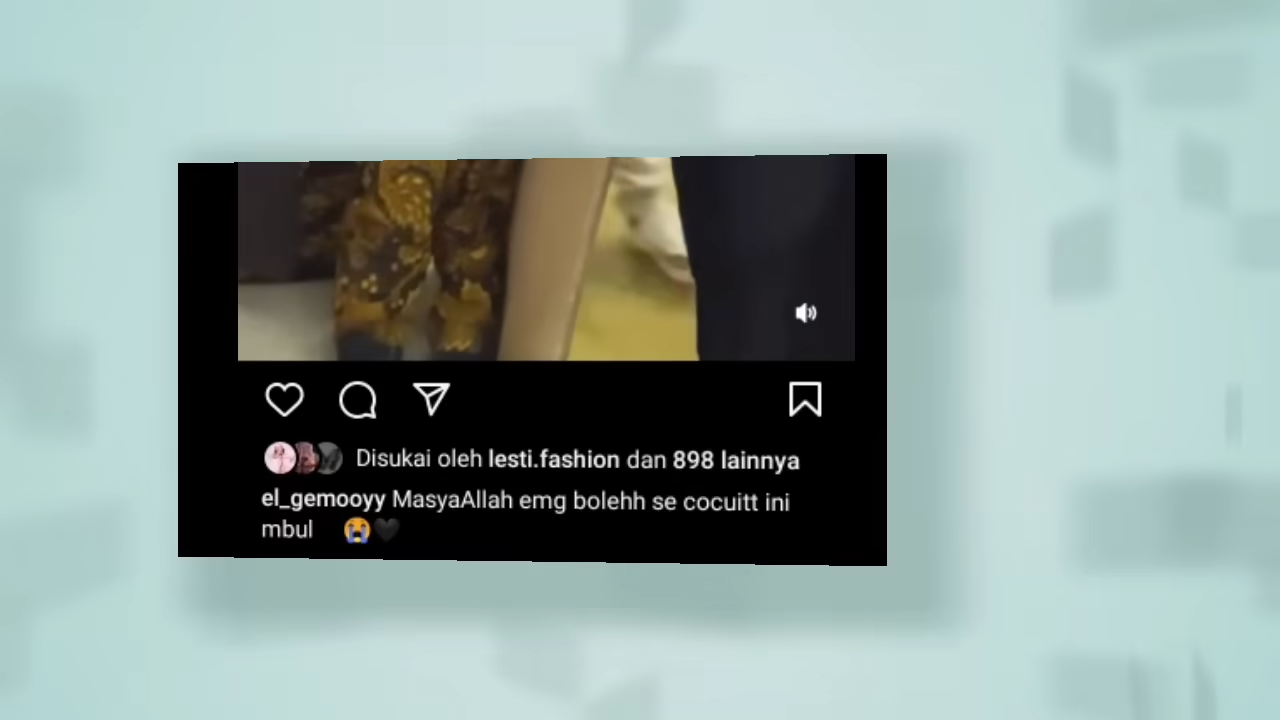 Disukai oleh lesti.fashion dan 898 lainnya
el_gemooyy MasyaAllah emg bolehh se cocuitt ini
mbul 😭🖤